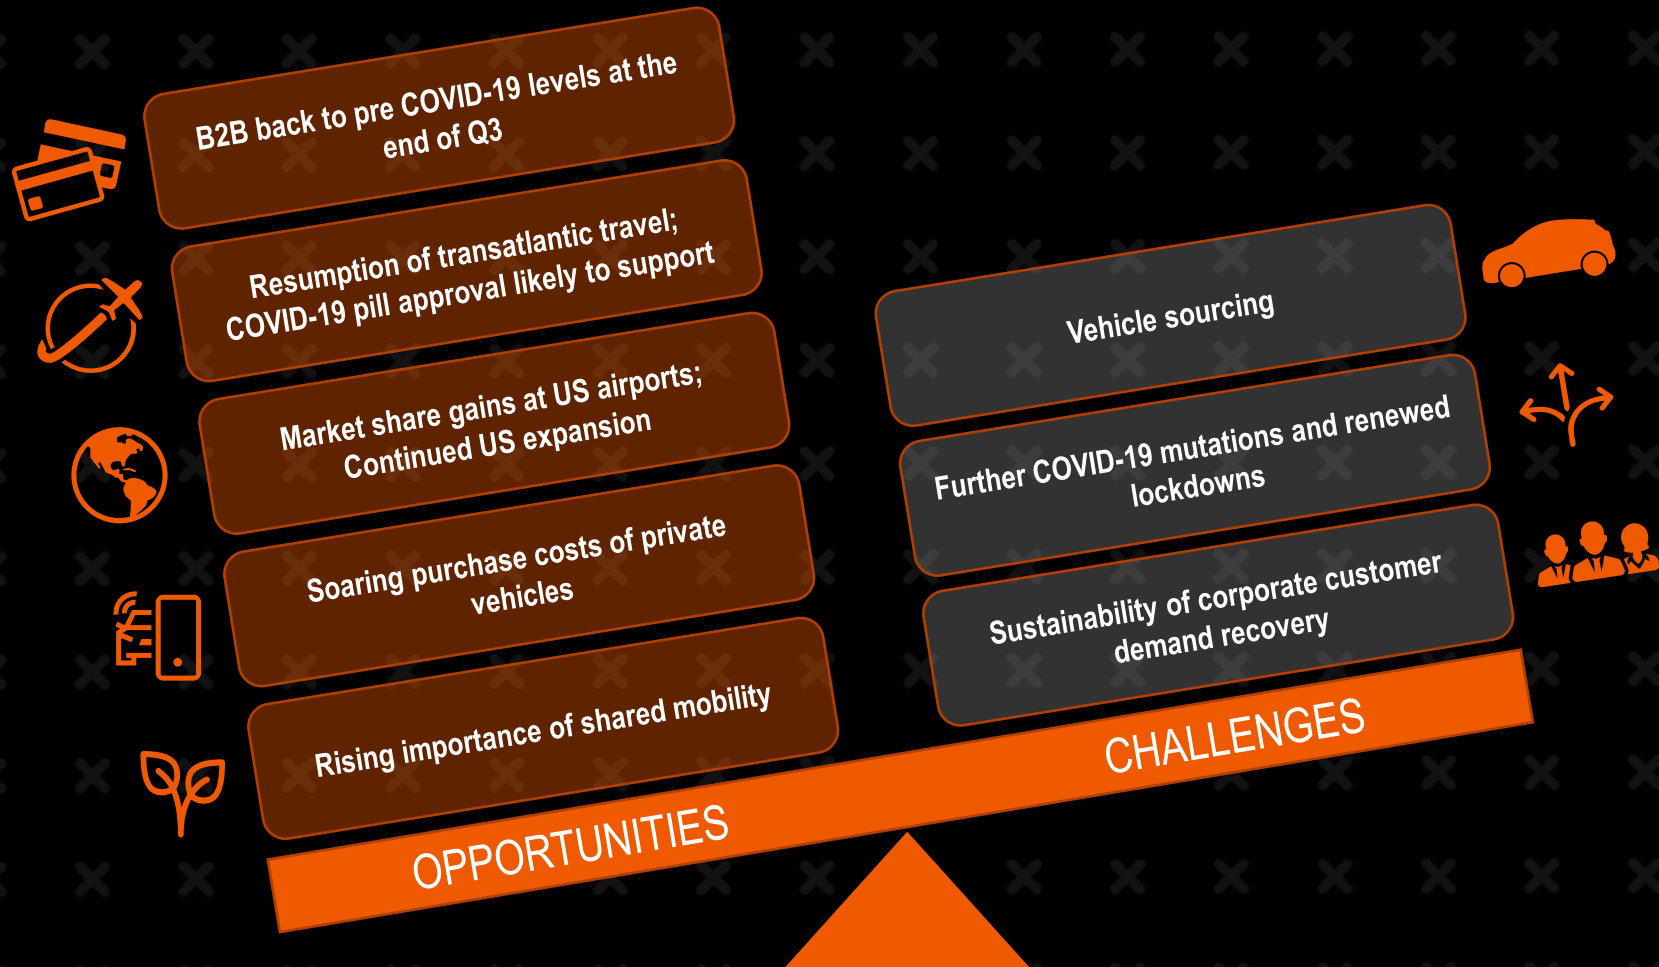 B2B back to pre COVID-19 levels at the
end of Q3
Resumption of transatlantic travel;
COVID-19 pill approval likely to support
Market share gains at US airports;
Continued US expansion
Soaring purchase costs of private
vehicles
Rising importance of shared mobility
OPPORTUNITIES
Vehicle sourcing
Further COVID-19 mutations and renewed
lockdowns
Sustainability of corporate customer
demand recovery
CHALLENGES